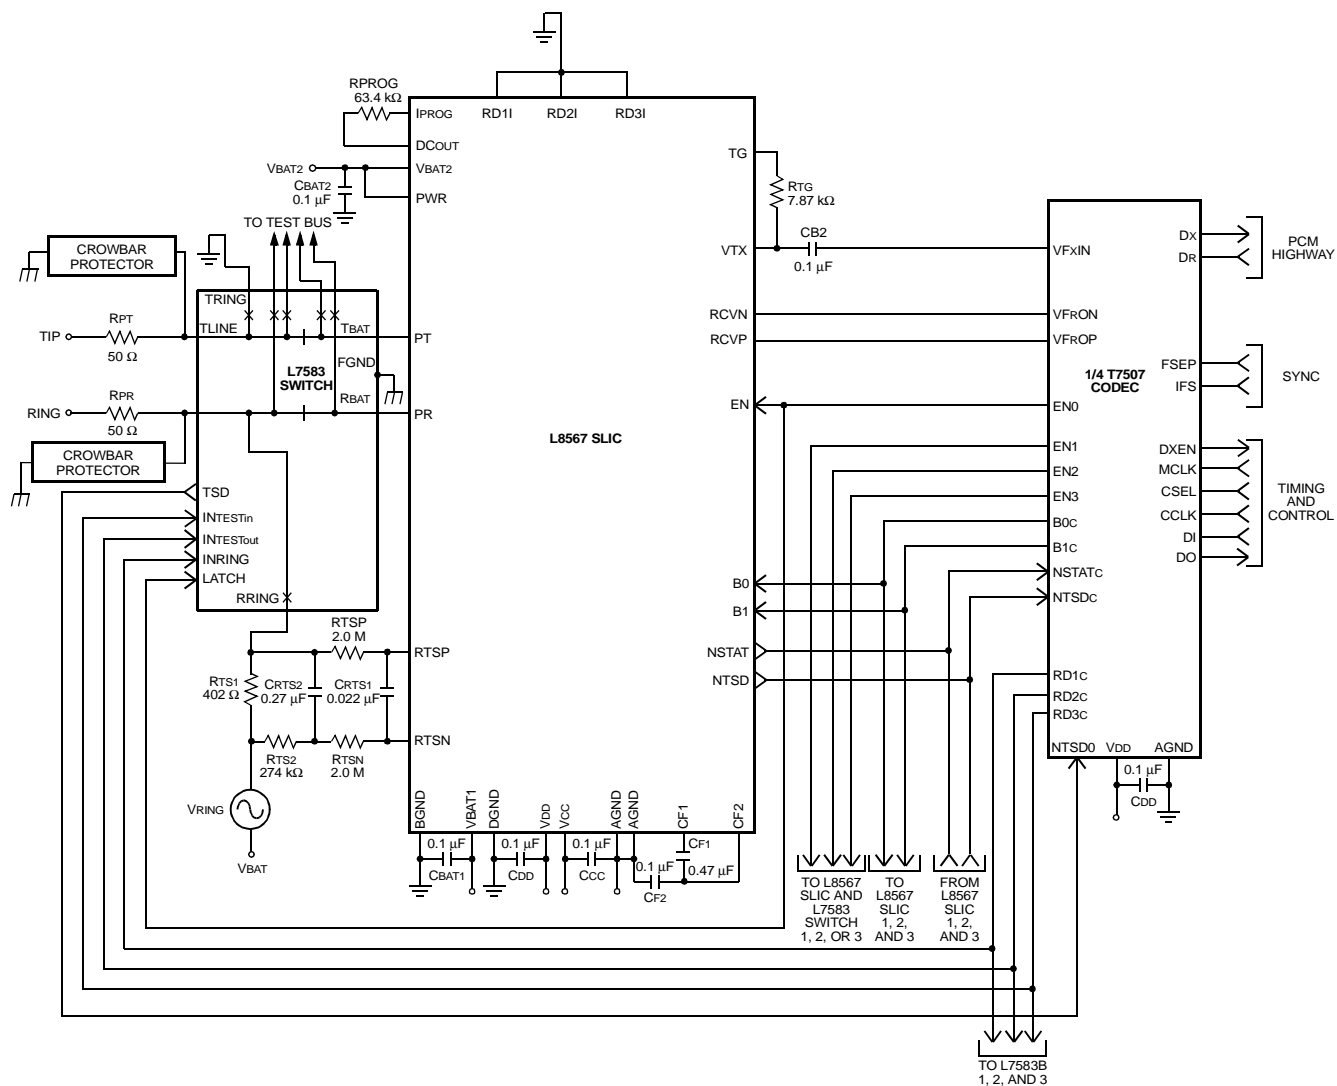 RPROG
63.4 kΩ
IPROG
RD1I
RD2I
RD3I
DCOUT
VBAT2
VBAT2
CBAT2
0.1 µF
PWR
TO TEST BUS
TG
RTG
7.87 kΩ
CB2
0.1 µF
VTX
VFXIN
DX
DR
PCM
HIGHWAY
CROWBAR
PROTECTOR
TRING
RPT
TIP
50 Ω
TLINE
TBAT
PT
FGND
L7583
SWITCH
RCVN
RCVP
VFRON
VFROP
1/4 T7507
CODEC
FSEP
IFS
SYNC
RPR
RING
50 Ω
RBAT
PR
EN
EN0
L8567 SLIC
CROWBAR
PROTECTOR
EN1
EN2
EN3
B0C
B1C
NSTATC
NTSDC
DXEN
MCLK
CSEL
CCLK
DI
DO
TIMING
AND
CONTROL
TSD
INTESTin
INTESTout
INRING
LATCH
RRING
B0
B1
NSTAT
NTSD
RTSP
2.0 M
RTSP
RTS1
402 Ω
CRTS2
0.27 µF
CRTS1
0.022 µF
RTSN
RTS2
274 kΩ
RTSN
2.0 M
RD1C
RD2C
RD3C
NTSD0
VDD
AGND
0.1 µF
CDD
VRING
VBAT
BGND
VBAT1
DGND
VDD
VCC
AGND
AGND
CF1
CF2
0.1 µF
CBAT1
0.1 µF
CDD
0.1 µF
CCC
0.1 µF
CF2
CF1
0.47 µF
TO L8567
SLIC AND
L7583
SWITCH
1, 2, OR 3
TO
L8567
SLIC
1, 2,
AND 3
FROM
L8567
SLIC
1, 2,
AND 3
TO L7583B
1, 2, AND 3